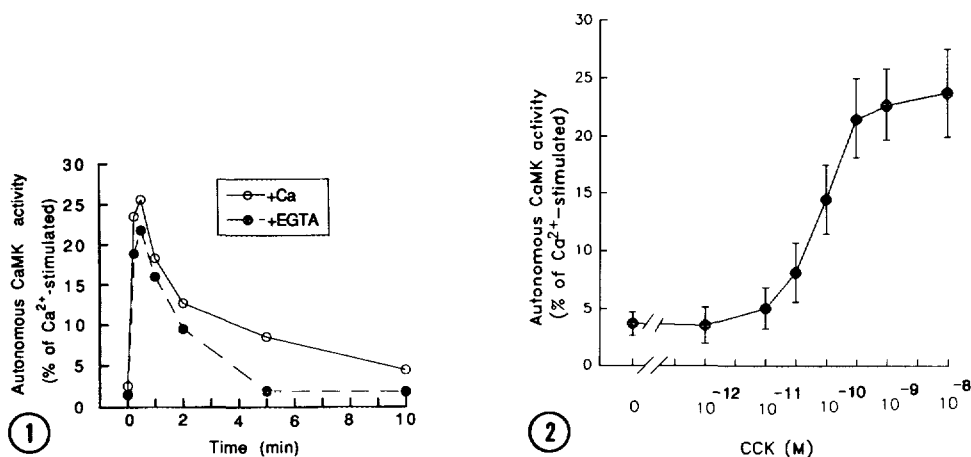 Autonomous CaMK activity
(% of Ca²⁺-stimulated)
30
25
20
15
10
5
0
+Ca
+EGTA
0 2 4 6 8 10
Time (min)
1
Autonomous CaMK activity
(% of Ca²⁺-stimulated)
30
25
20
15
10
5
0
0 10⁻¹² 10⁻¹¹ 10⁻¹⁰ 10⁻⁹ 10⁻⁸
CCK (M)
2